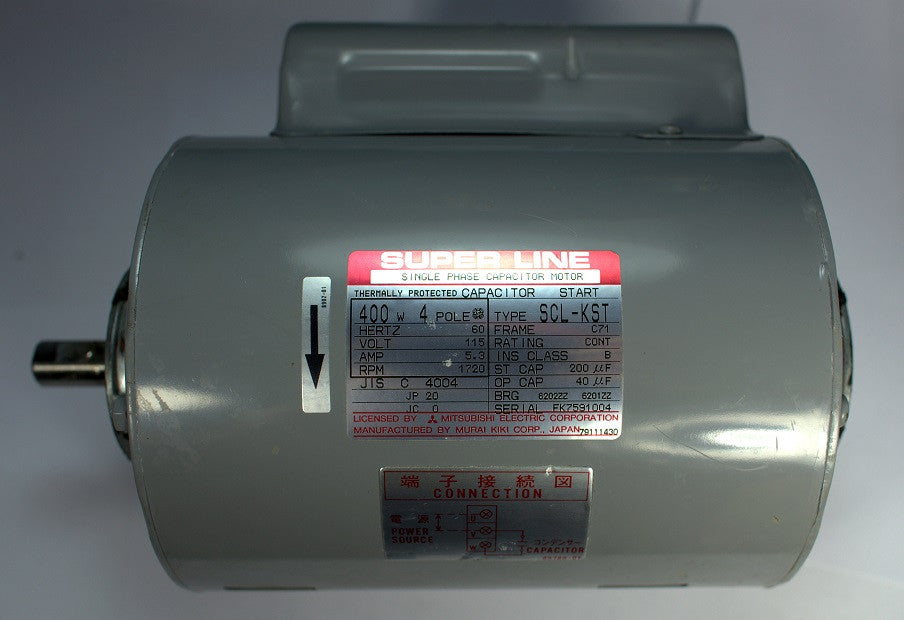 SUPER LINE
SINGLE PHASE CAPACITOR MOTOR
THERMALLY PROTECTED CAPACITOR START
400 W 4 POLE TYPE SCL-KST
HERTZ 60 FRAME C71
VOLT 115 RATING CONT
AMP 5.3 INS CLASS B
RPM 1720 ST CAP 200 μF
JIS C 4004 OP CAP 40 μF
JP 20 BRG 6202ZZ 6201ZZ
JC 0 SERIAL FK7591004
LICENSED BY MITSUBISHI ELECTRIC CORPORATION
MANUFACTURED BY MURAI KIKI CORP., JAPAN 79111430
端子接続図
CONNECTION
電源
POWER
SOURCE
U
V
W
コンデンサー
CAPACITOR